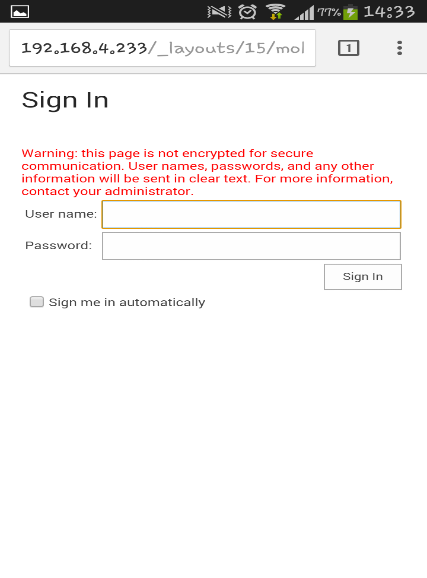 77% 14:33
192.168.4.233/_layouts/15/mol
1
Sign In
Warning: this page is not encrypted for secure
communication. User names, passwords, and any other
information will be sent in clear text. For more information,
contact your administrator.
User name:
Password:
Sign In
Sign me in automatically